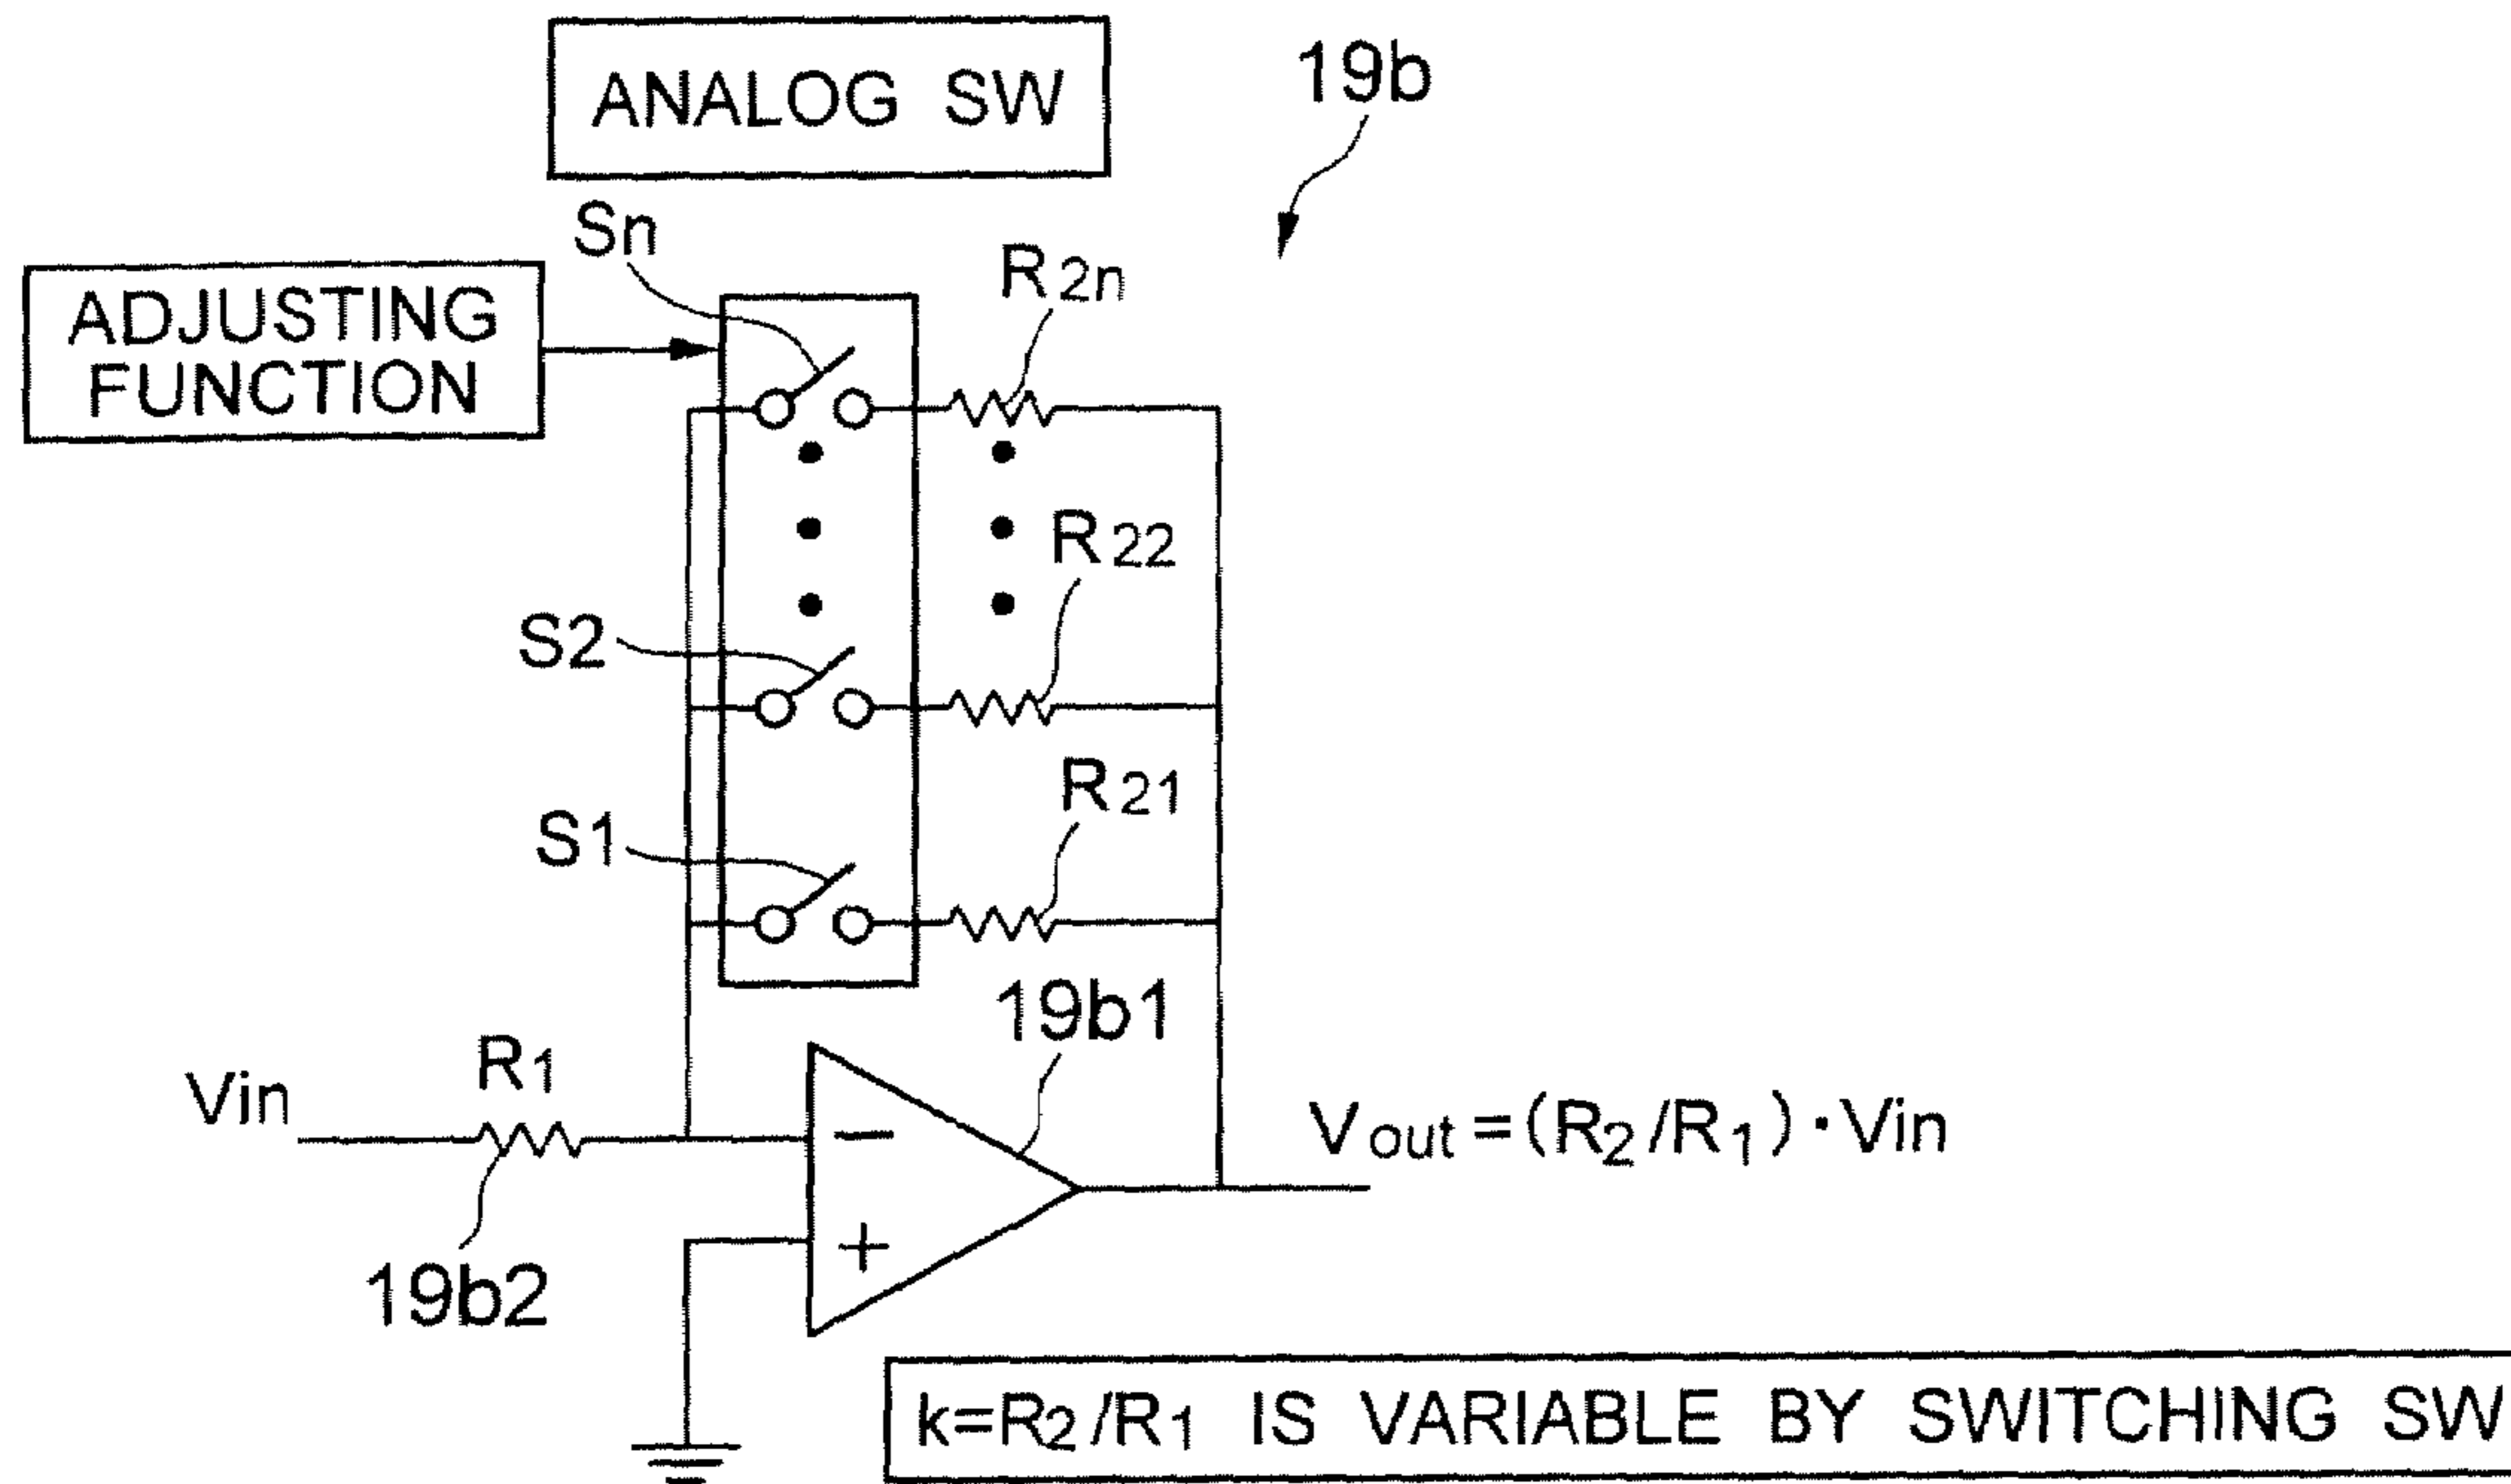 ANALOG SW
19b
Sn
R2n
ADJUSTING
FUNCTION
R22
S2
R21
S1
19b1
R1
Vin
−
+
Vout=(R2/R1)·Vin
19b2
k=R2/R1 IS VARIABLE BY SWITCHING SW